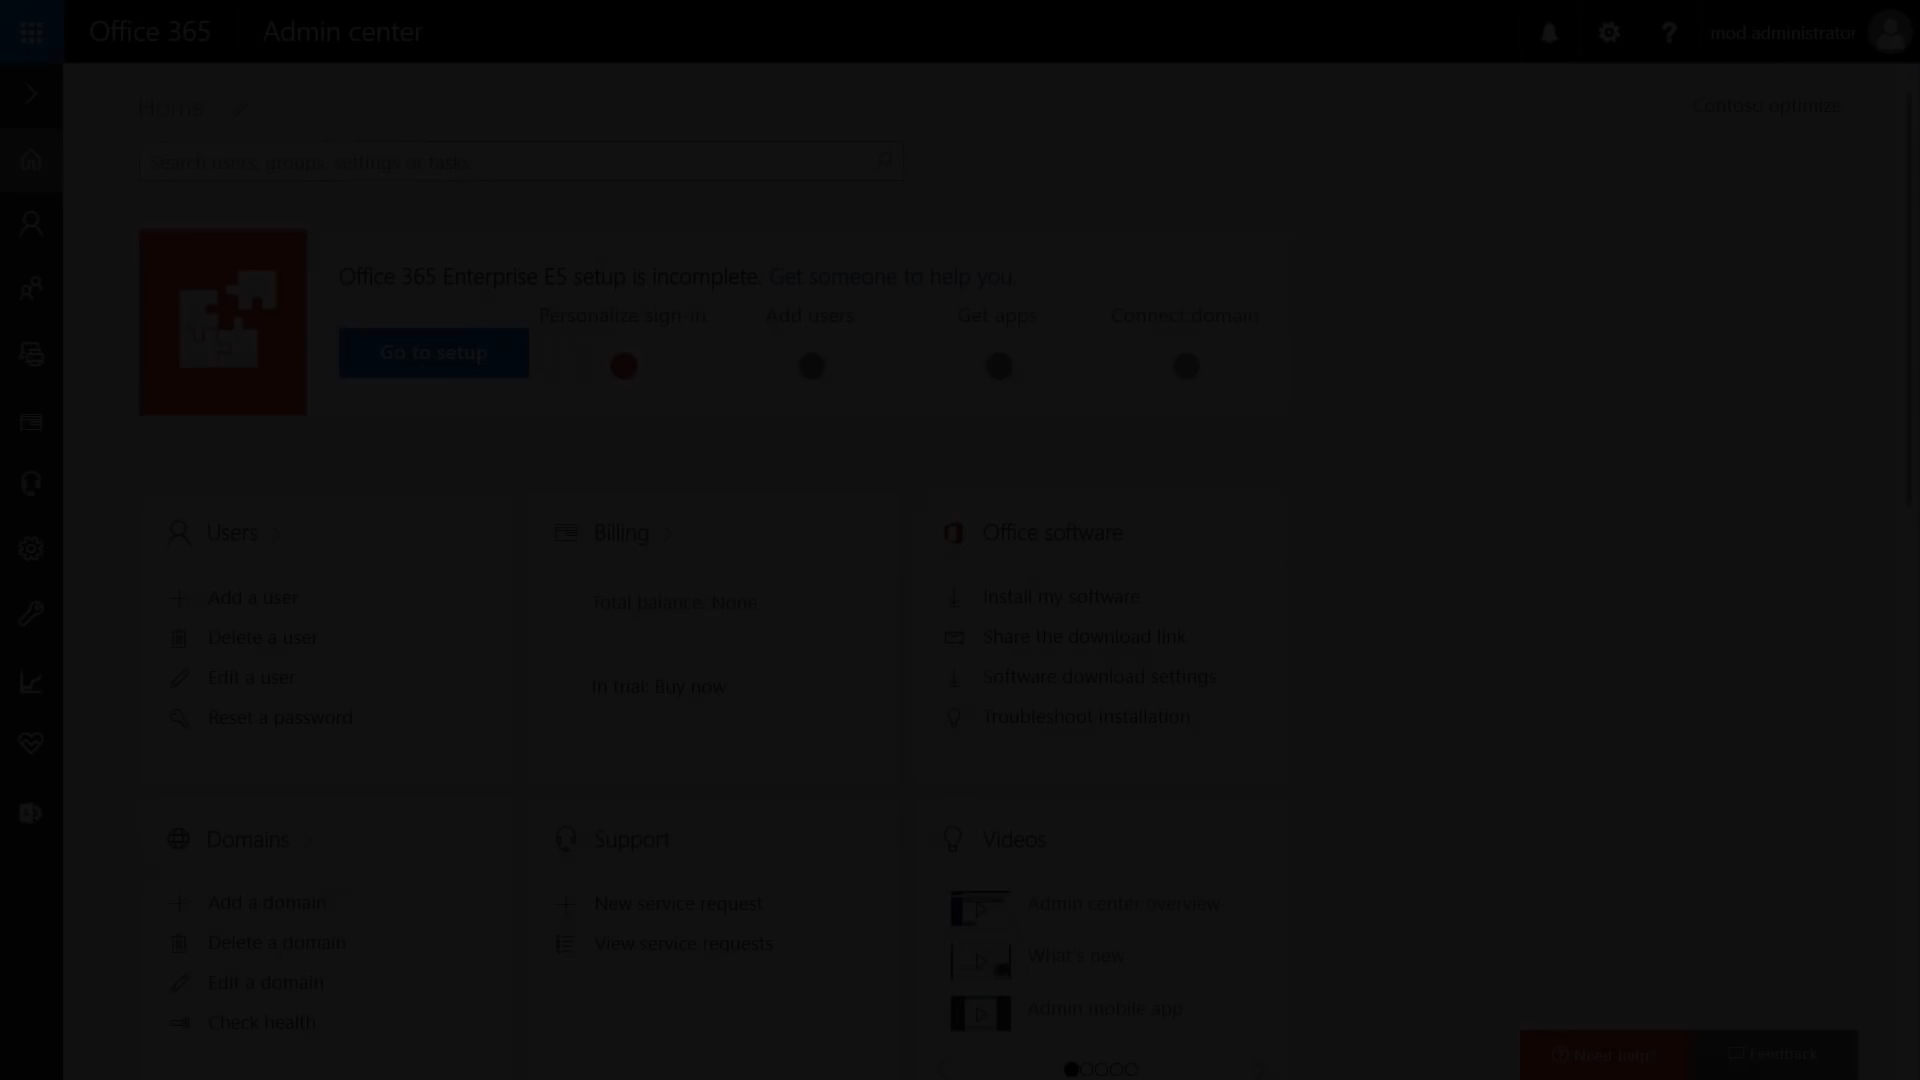 Office 365 Admin center mod administrator
Home
Contoso optimize
Search users, groups, settings or tasks
Office 365 Enterprise E5 setup is incomplete. Get someone to help you.
Personalize sign-in Add users Get apps Connect domain
Go to setup
Users
Add a user
Delete a user
Edit a user
Reset a password
Billing
Total balance: None
In trial: Buy now
Office software
Install my software
Share the download link
Software download settings
Troubleshoot installation
Domains
Add a domain
Delete a domain
Edit a domain
Check health
Support
New service request
View service requests
Videos
Admin center overview
What's new
Admin mobile app
Need help?
Feedback